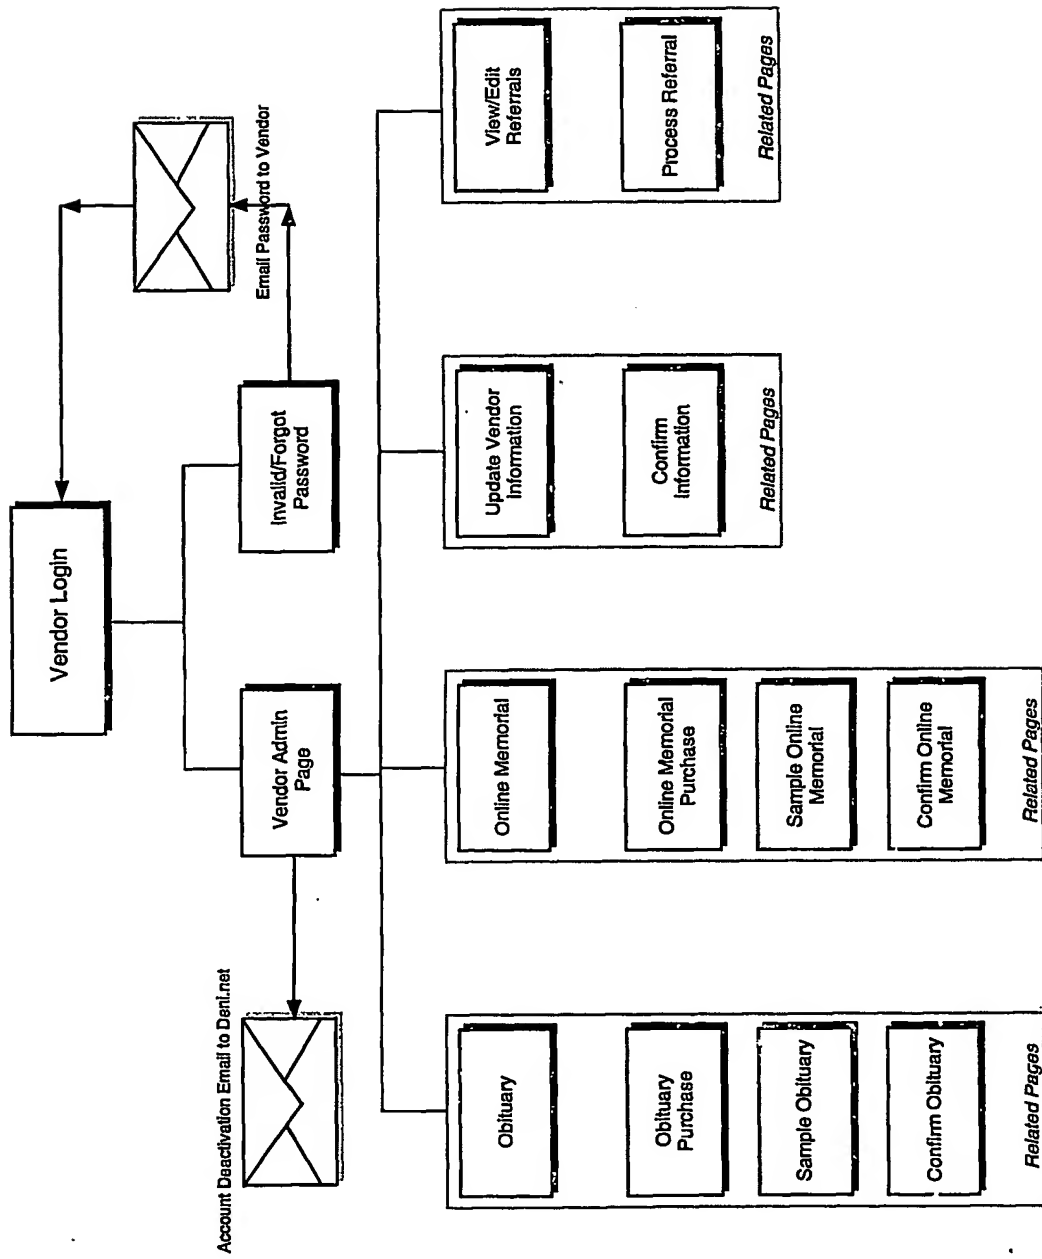 Vendor Login
Vendor Admin
Page
Invalid/Forgot
Password
Email Password to Vendor
Account Deactivation Email to Deni.net
Obituary
Obituary
Purchase
Sample Obituary
Confirm Obituary
Related Pages
Online Memorial
Online Memorial
Purchase
Sample Online
Memorial
Confirm Online
Memorial
Related Pages
Update Vendor
Information
Confirm
Information
Related Pages
View/Edit
Referrals
Process Referral
Related Pages